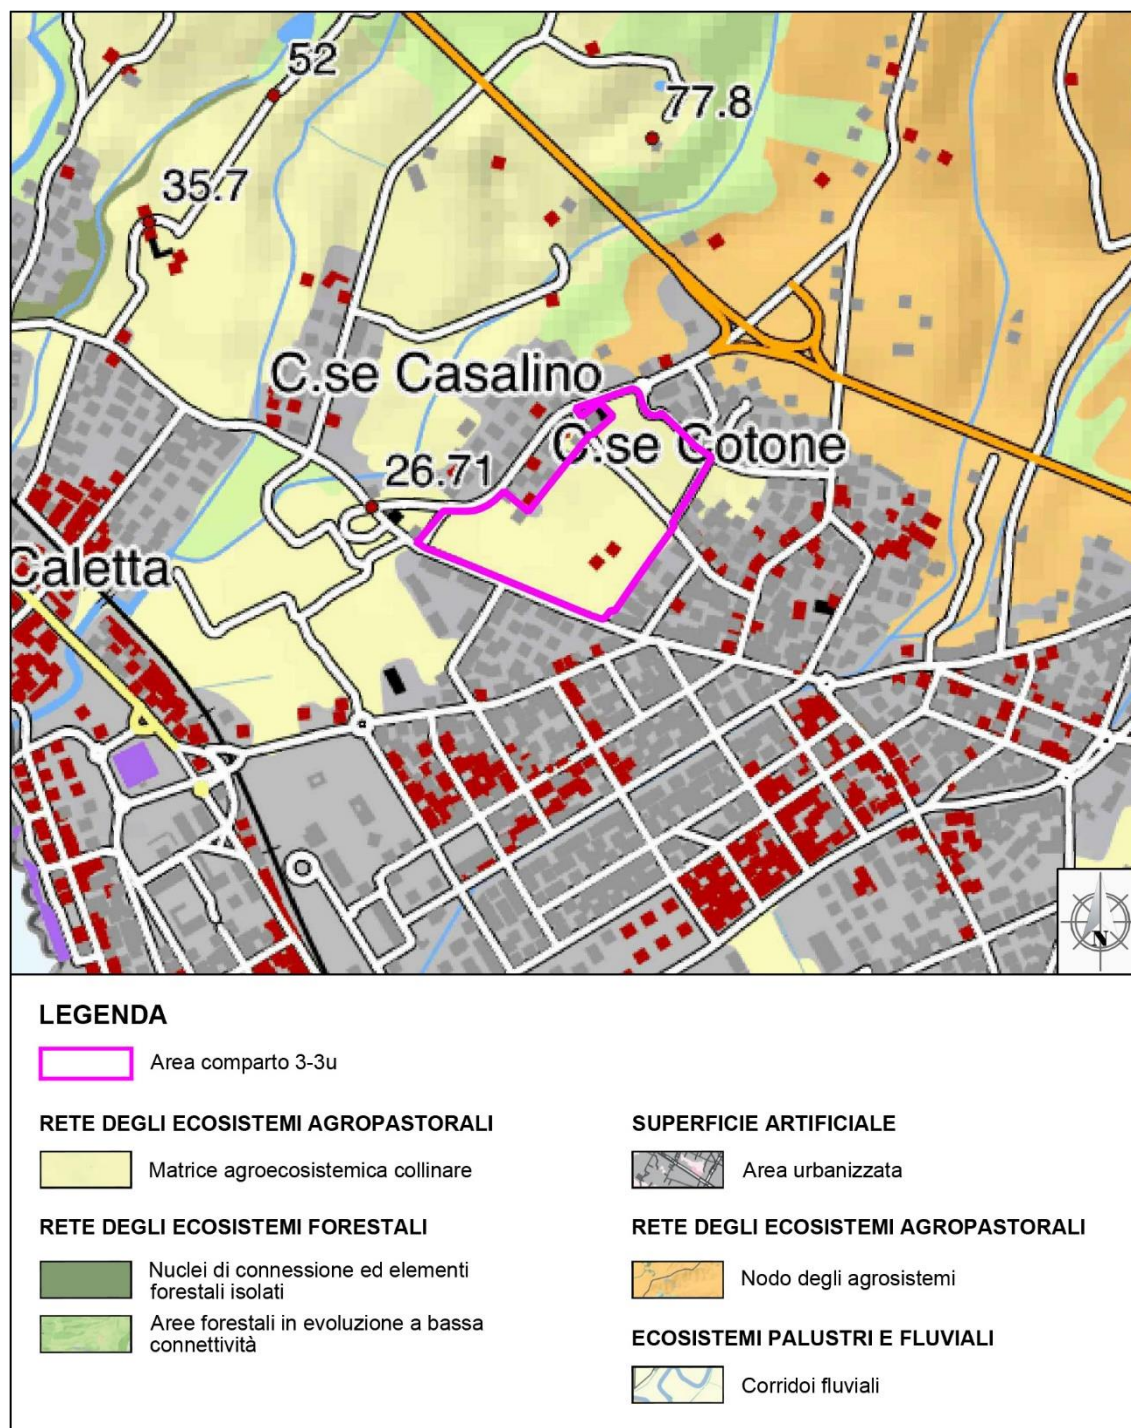 52
77.8
35.7
C.se Casalino
C.se Cotone
26.71
Caletta
N
LEGENDA
Area comparto 3-3u
RETE DEGLI ECOSISTEMI AGROPASTORALI
Matrice agroecosistemica collinare
RETE DEGLI ECOSISTEMI FORESTALI
Nuclei di connessione ed elementi
forestali isolati
Aree forestali in evoluzione a bassa
connettività
SUPERFICIE ARTIFICIALE
Area urbanizzata
RETE DEGLI ECOSISTEMI AGROPASTORALI
Nodo degli agrosistemi
ECOSISTEMI PALUSTRI E FLUVIALI
Corridoi fluviali